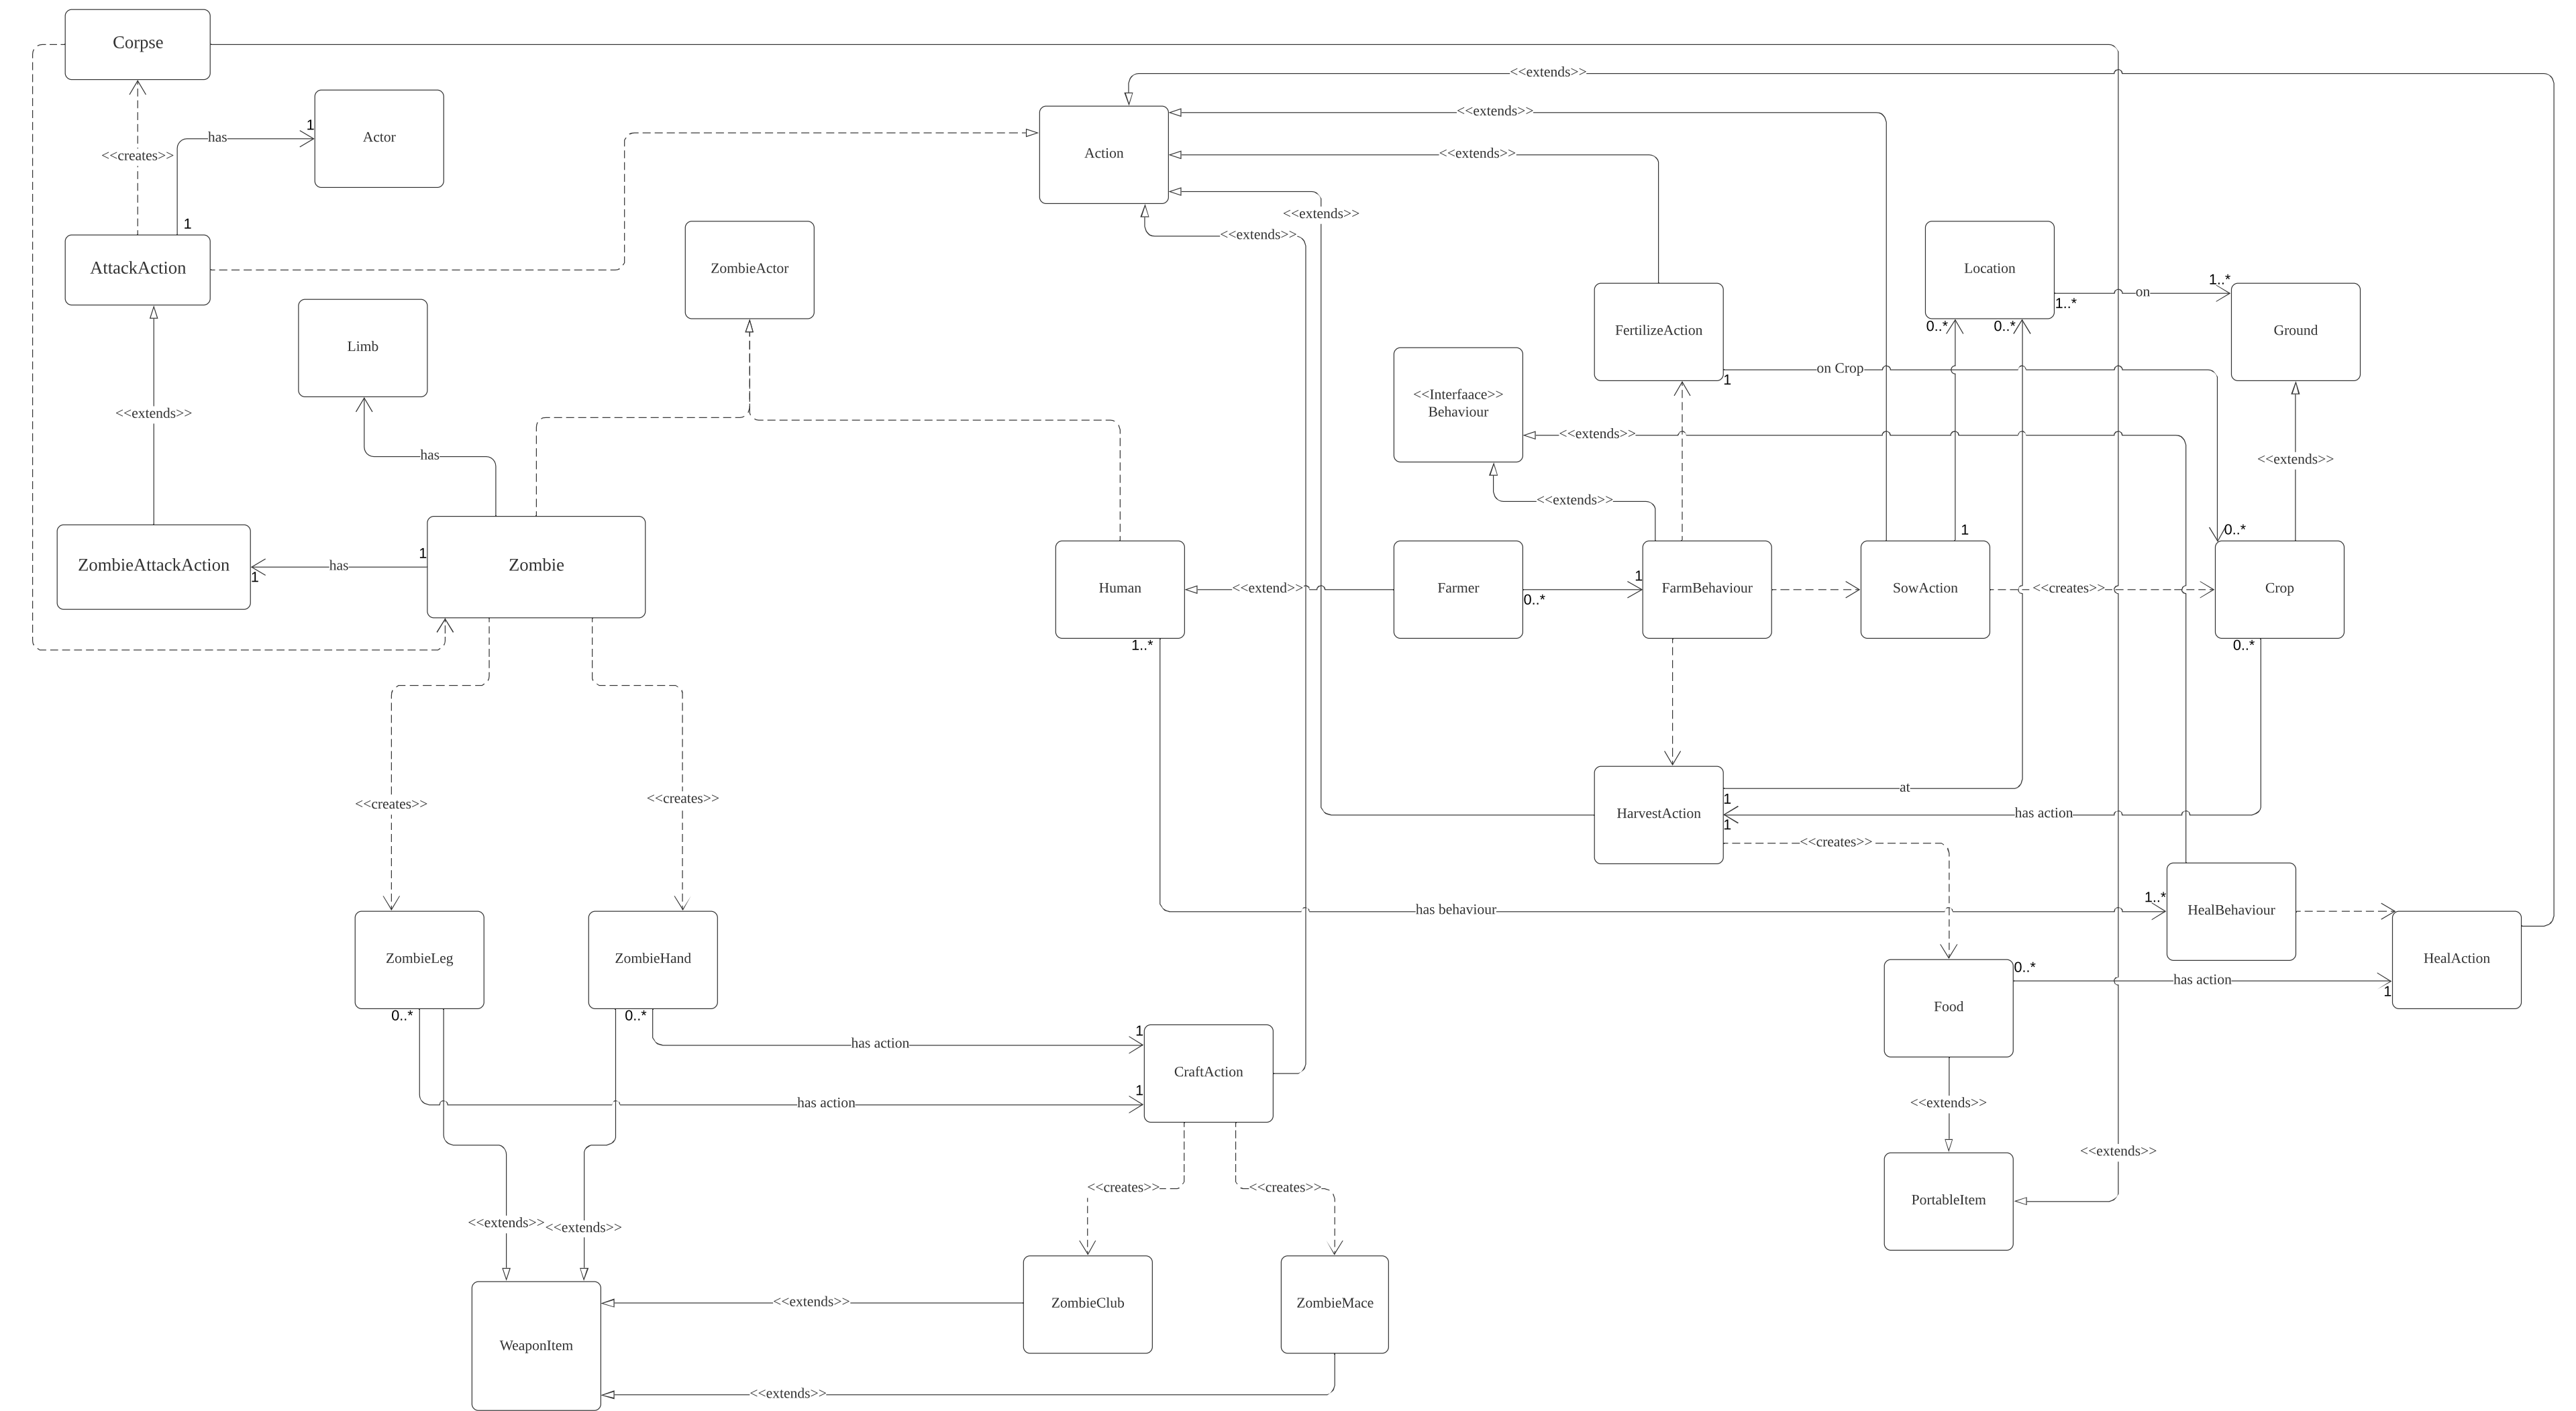 Corpse
<<extends>>
<<extends>>
Action
<<extends>>
<<extends>>
<<extends>>
1
has
Actor
<<creates>>
1
AttackAction
ZombieActor
Location
1..*
on
1..*
Ground
0..*
0..*
FertilizeAction
1
on Crop
Limb
<<Interfaace>>
Behaviour
<<extends>>
<<extends>>
has
<<extends>>
<<extends>>
0..*
1
ZombieAttackAction
1
has
1
Zombie
Human
<<extend>>
Farmer
0..*
1
FarmBehaviour
SowAction
<<creates>>
Crop
1..*
0..*
<<creates>>
<<creates>>
at
1
HarvestAction
1
has action
<<creates>>
has behaviour
1..*
HealBehaviour
ZombieLeg
ZombieHand
HealAction
0..*
has action
1
Food
0..*
0..*
has action
1
CraftAction
has action
1
<<extends>>
<<extends>>
<<creates>>
<<creates>>
PortableItem
<<extends>>
<<extends>>
<<extends>>
ZombieClub
ZombieMace
WeaponItem
<<extends>>